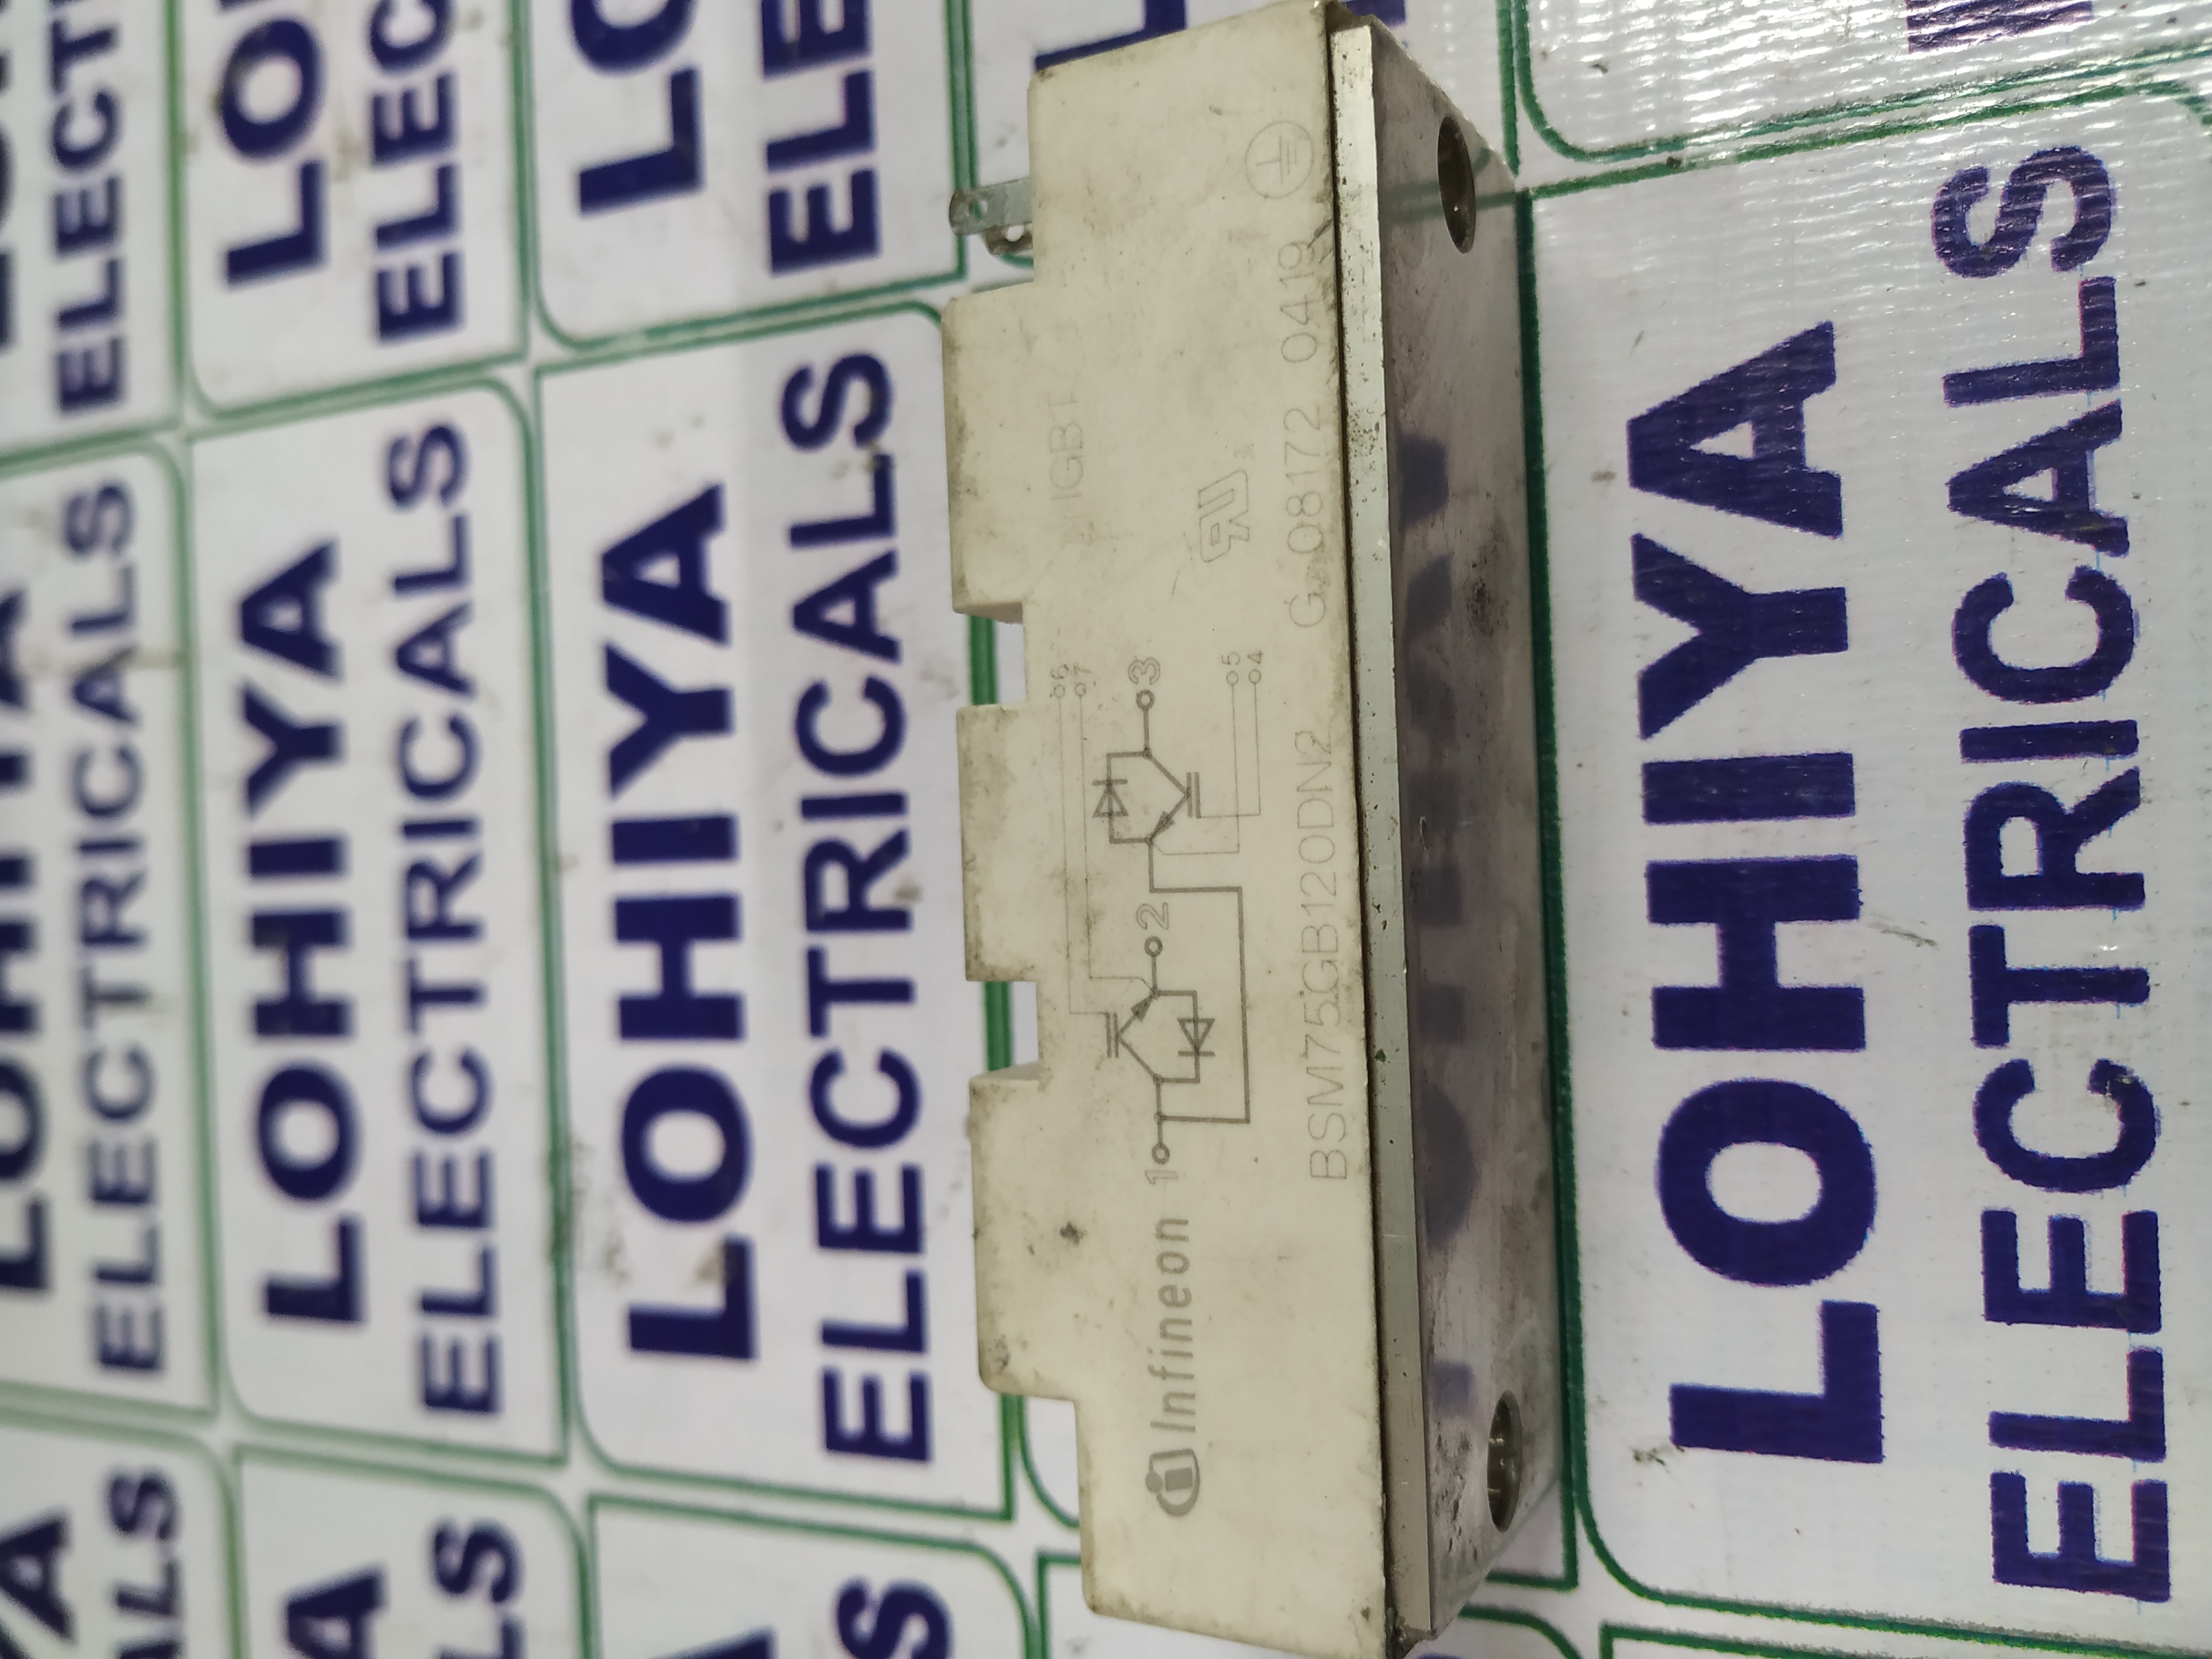 Infineon
IGBT
6
7
1
2
3
5
4
BSM75GB120DN2 G 08172 0419
LOHIYA
ELECTRICALS
LOHIYA
ELECTRICALS
LOHIYA
ELECTRICALS